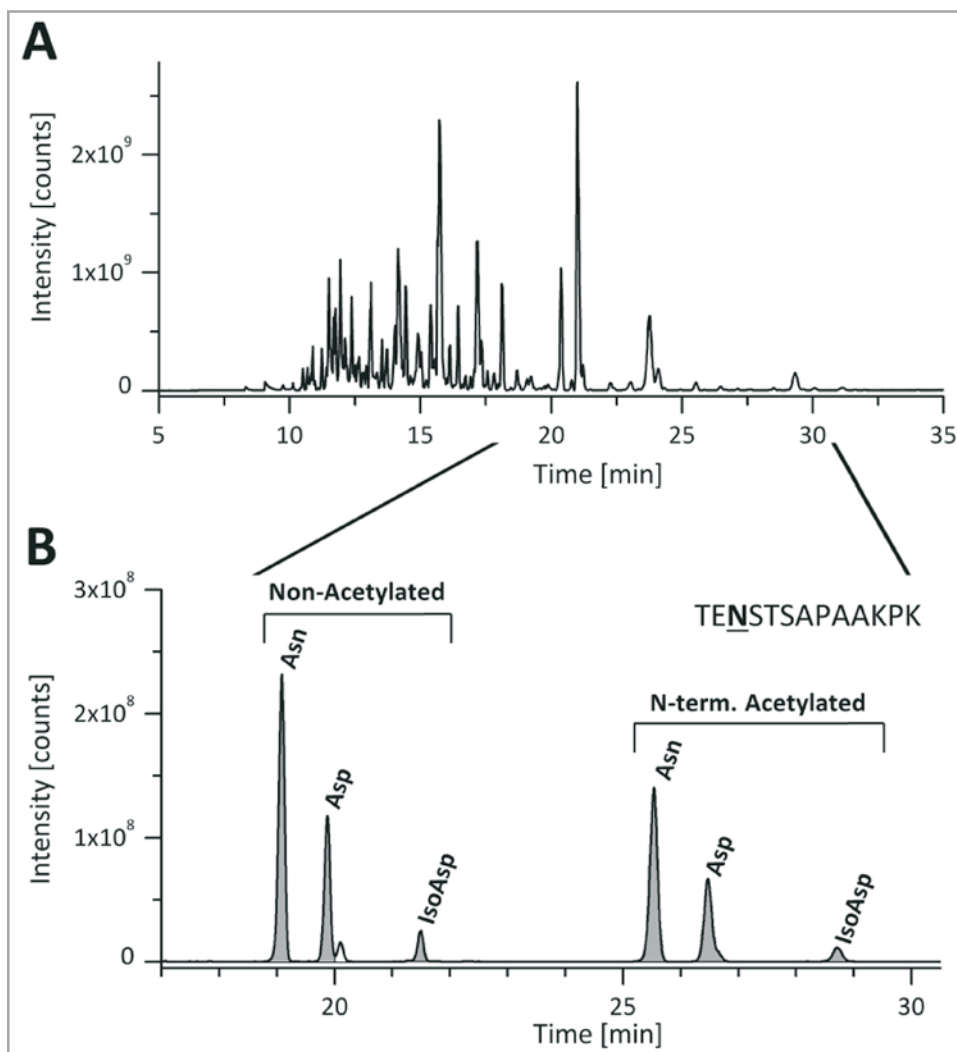 A
Intensity [counts]
2x10⁹
1x10⁹
0
5 10 15 20 25 30 35
Time [min]
B
Intensity [counts]
3x10⁸
2x10⁸
1x10⁸
0
Non-Acetylated
Asn
Asp
IsoAsp
TENSTSAPAAKPK
N-term. Acetylated
Asn
Asp
IsoAsp
20 25 30
Time [min]